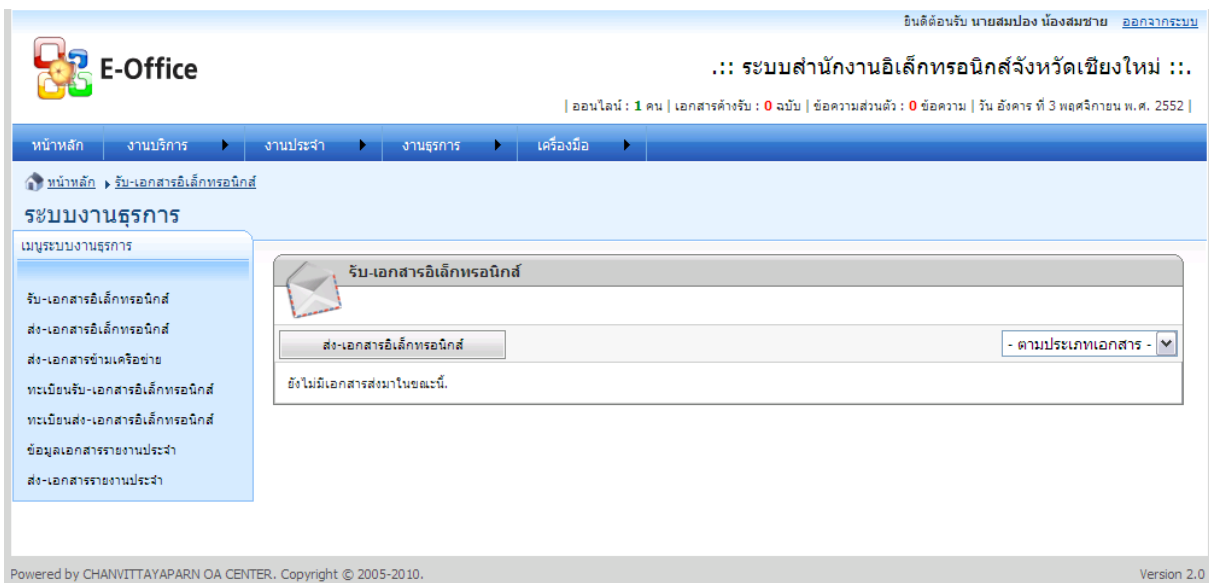 ยินดีต้อนรับ นายสมปอง น้องสมชาย ออกจากระบบ
E-Office
.:: ระบบสำนักงานอิเล็กทรอนิกส์จังหวัดเชียงใหม่ ::.
| ออนไลน์ : 1 คน | เอกสารค้างรับ : 0 ฉบับ | ข้อความส่วนตัว : 0 ข้อความ | วัน อังคาร ที่ 3 พฤศจิกายน พ.ศ. 2552 |
หน้าหลัก งานบริการ งานประจำ งานธุรการ เครื่องมือ
หน้าหลัก รับ-เอกสารอิเล็กทรอนิกส์
ระบบงานธุรการ
เมนูระบบงานธุรการ
รับ-เอกสารอิเล็กทรอนิกส์
ส่ง-เอกสารอิเล็กทรอนิกส์
ส่ง-เอกสารข้ามเครือข่าย
ทะเบียนรับ-เอกสารอิเล็กทรอนิกส์
ทะเบียนส่ง-เอกสารอิเล็กทรอนิกส์
ข้อมูลเอกสารรายงานประจำ
ส่ง-เอกสารรายงานประจำ
รับ-เอกสารอิเล็กทรอนิกส์
ส่ง-เอกสารอิเล็กทรอนิกส์
- ตามประเภทเอกสาร -
ยังไม่มีเอกสารส่งมาในขณะนี้.
Powered by CHANVITTAYAPARN OA CENTER. Copyright © 2005-2010.
Version 2.0